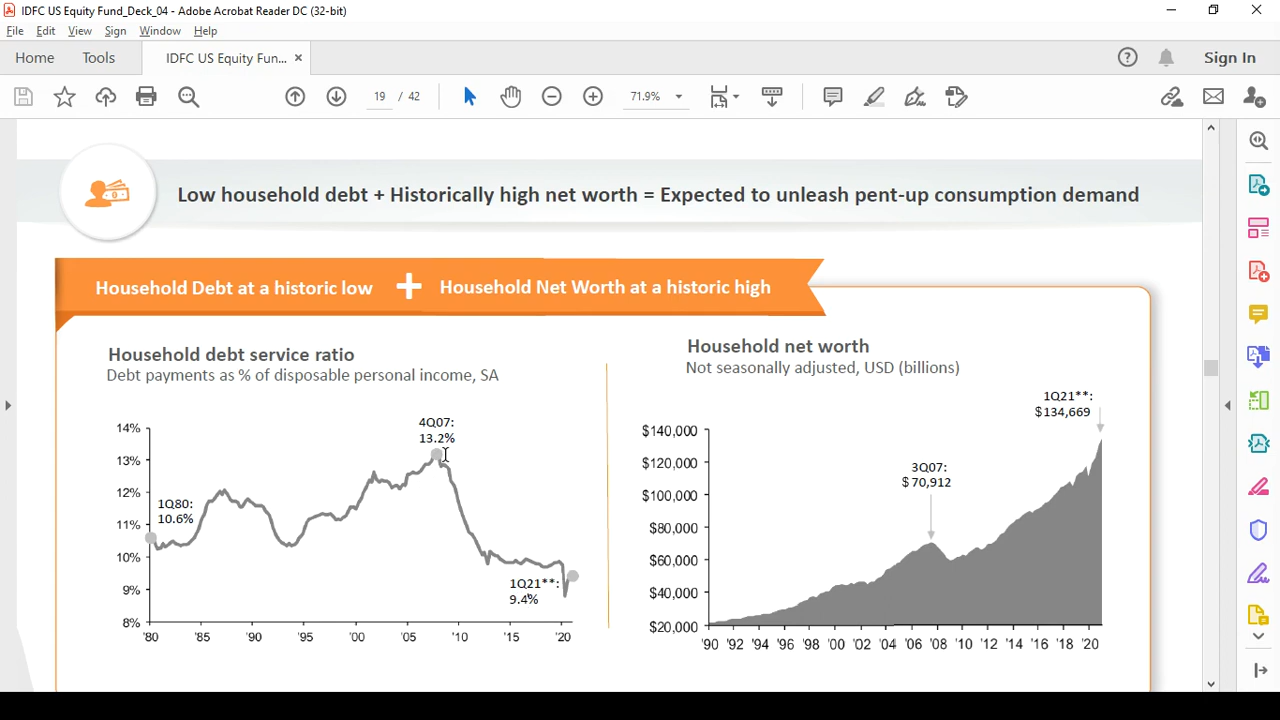 IDFC US Equity Fund_Deck_04 - Adobe Acrobat Reader DC (32-bit)
File Edit View Sign Window Help
Home Tools IDFC US Equity Fun... × Sign In
19 / 42 71.9%
Low household debt + Historically high net worth = Expected to unleash pent-up consumption demand
Household Debt at a historic low + Household Net Worth at a historic high
Household debt service ratio
Debt payments as % of disposable personal income, SA
14%
13%
12%
11%
10%
9%
8%
1Q80:
10.6%
4Q07:
13.2%
1Q21**:
9.4%
'80 '85 '90 '95 '00 '05 '10 '15 '20
Household net worth
Not seasonally adjusted, USD (billions)
$140,000
$120,000
$100,000
$80,000
$60,000
$40,000
$20,000
3Q07:
$70,912
1Q21**:
$134,669
'90 '92 '94 '96 '98 '00 '02 '04 '06 '08 '10 '12 '14 '16 '18 '20